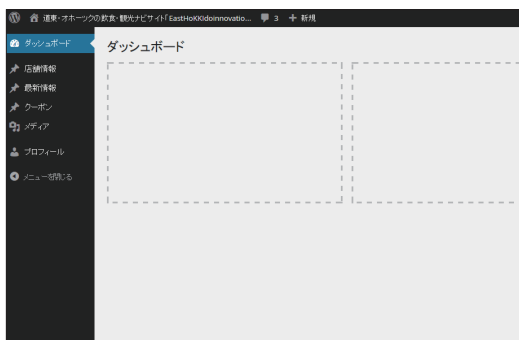 道東・オホーツクの飲食・観光ナビサイト「EastHoKKIdoinnovatio... 3 新規
ダッシュボード
ダッシュボード
店舗情報
最新情報
クーポン
メディア
プロフィール
メニューを閉じる